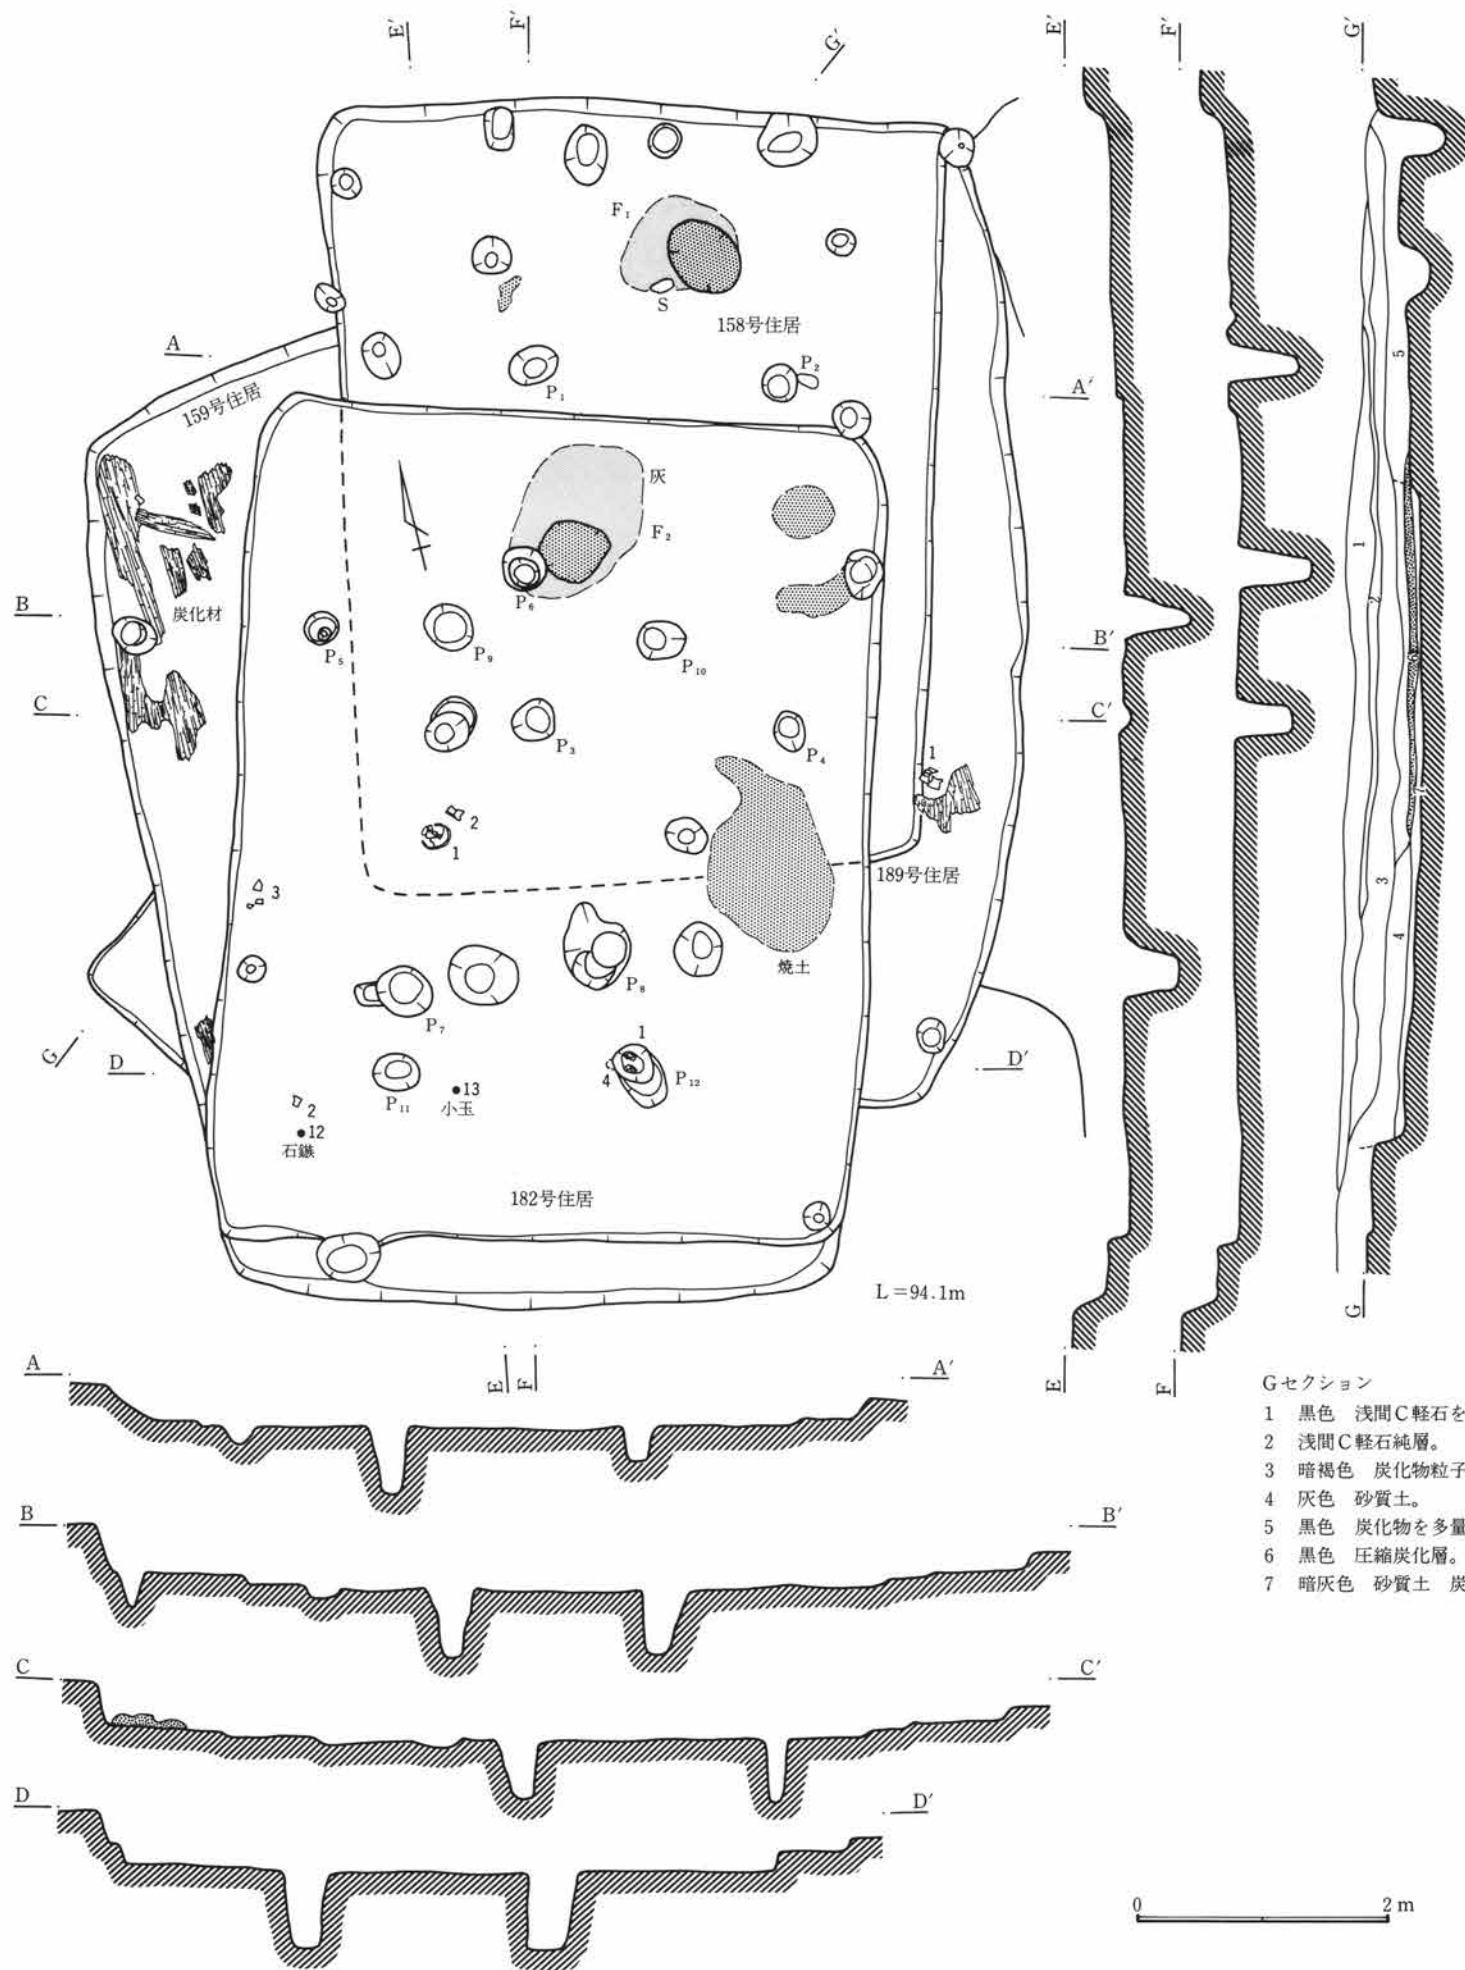 E′
F′
G′
E′
F′
G′
F₁
S
158号住居
A
P₁
P₂
A′
159号住居
灰
F₂
炭化材
B
P₆
P₅
P₉
P₁₀
B′
C
P₃
P₄
C′
1
2
1
3
189号住居
焼土
P₈
P₇
G
D
1
4
P₁₂
D′
P₁₁
13
小玉
2
12
石鏃
182号住居
L=94.1m
5
1
2
6
7
3
4
G
E
F
E
F
A
A′
B
B′
C
C′
D
D′
Gセクション
1 黒色 浅間C軽石を
2 浅間C軽石純層。
3 暗褐色 炭化物粒子
4 灰色 砂質土。
5 黒色 炭化物を多量
6 黒色 圧縮炭化層。
7 暗灰色 砂質土 炭
0 2 m